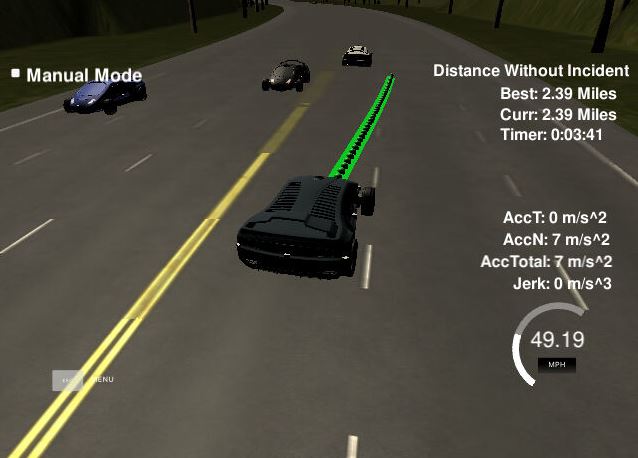 Manual Mode
Distance Without Incident
Best: 2.39 Miles
Curr: 2.39 Miles
Timer: 0:03:41
AccT: 0 m/s^2
AccN: 7 m/s^2
AccTotal: 7 m/s^2
Jerk: 0 m/s^3
49.19
MPH
MENU